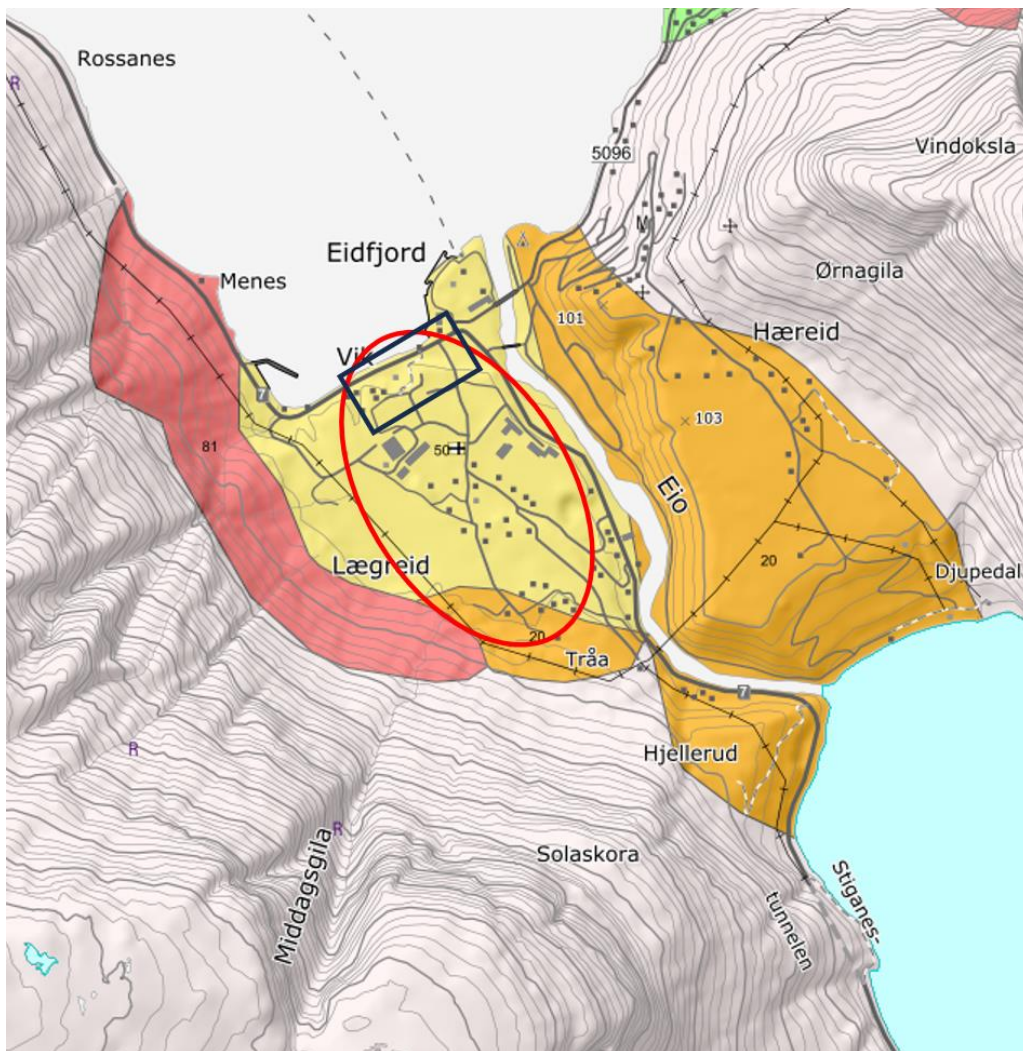 Rossanes
R
5096
Vindoksla
M
Eidfjord
Ørnagila
Menes
101
Hæreid
Vik
7
103
81
50
Eio
Lægreid
20
Djupedal
20
Tråa
7
Hjellerud
R
R
Solaskora
Middagsgila
Stiganes-
tunnelen